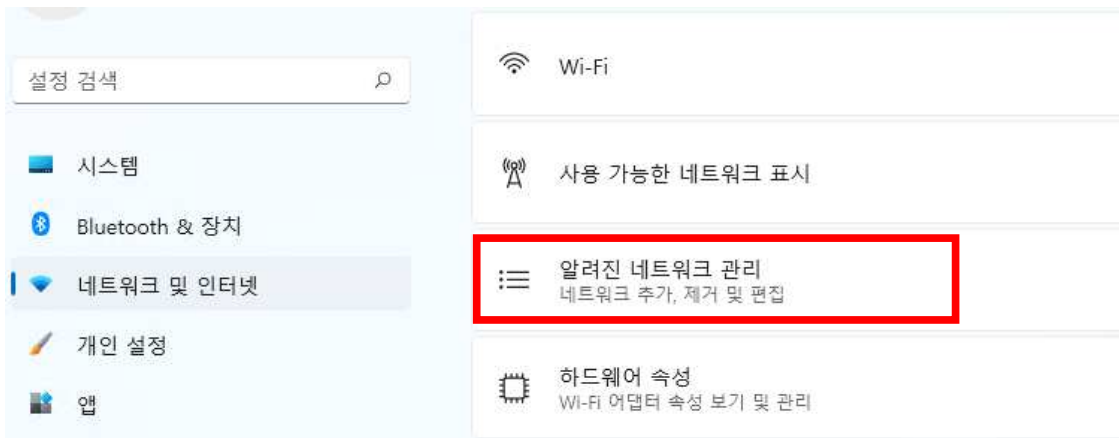 설정 검색
시스템
Bluetooth & 장치
네트워크 및 인터넷
개인 설정
앱
Wi-Fi
사용 가능한 네트워크 표시
알려진 네트워크 관리
네트워크 추가, 제거 및 편집
하드웨어 속성
Wi-Fi 어댑터 속성 보기 및 관리